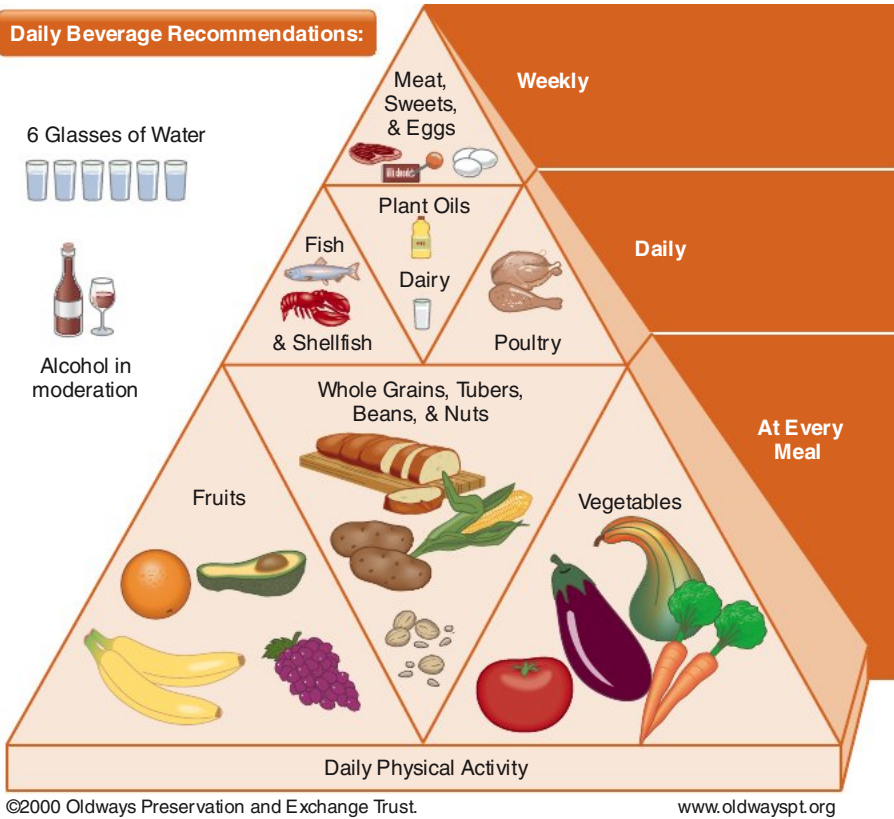 Daily Beverage Recommendations:
6 Glasses of Water
Alcohol in
moderation
Meat,
Sweets,
& Eggs
Weekly
Plant Oils
Dairy
Fish
& Shellfish
Poultry
Daily
Whole Grains, Tubers,
Beans, & Nuts
Fruits
Vegetables
At Every
Meal
Daily Physical Activity
©2000 Oldways Preservation and Exchange Trust.
www.oldwayspt.org